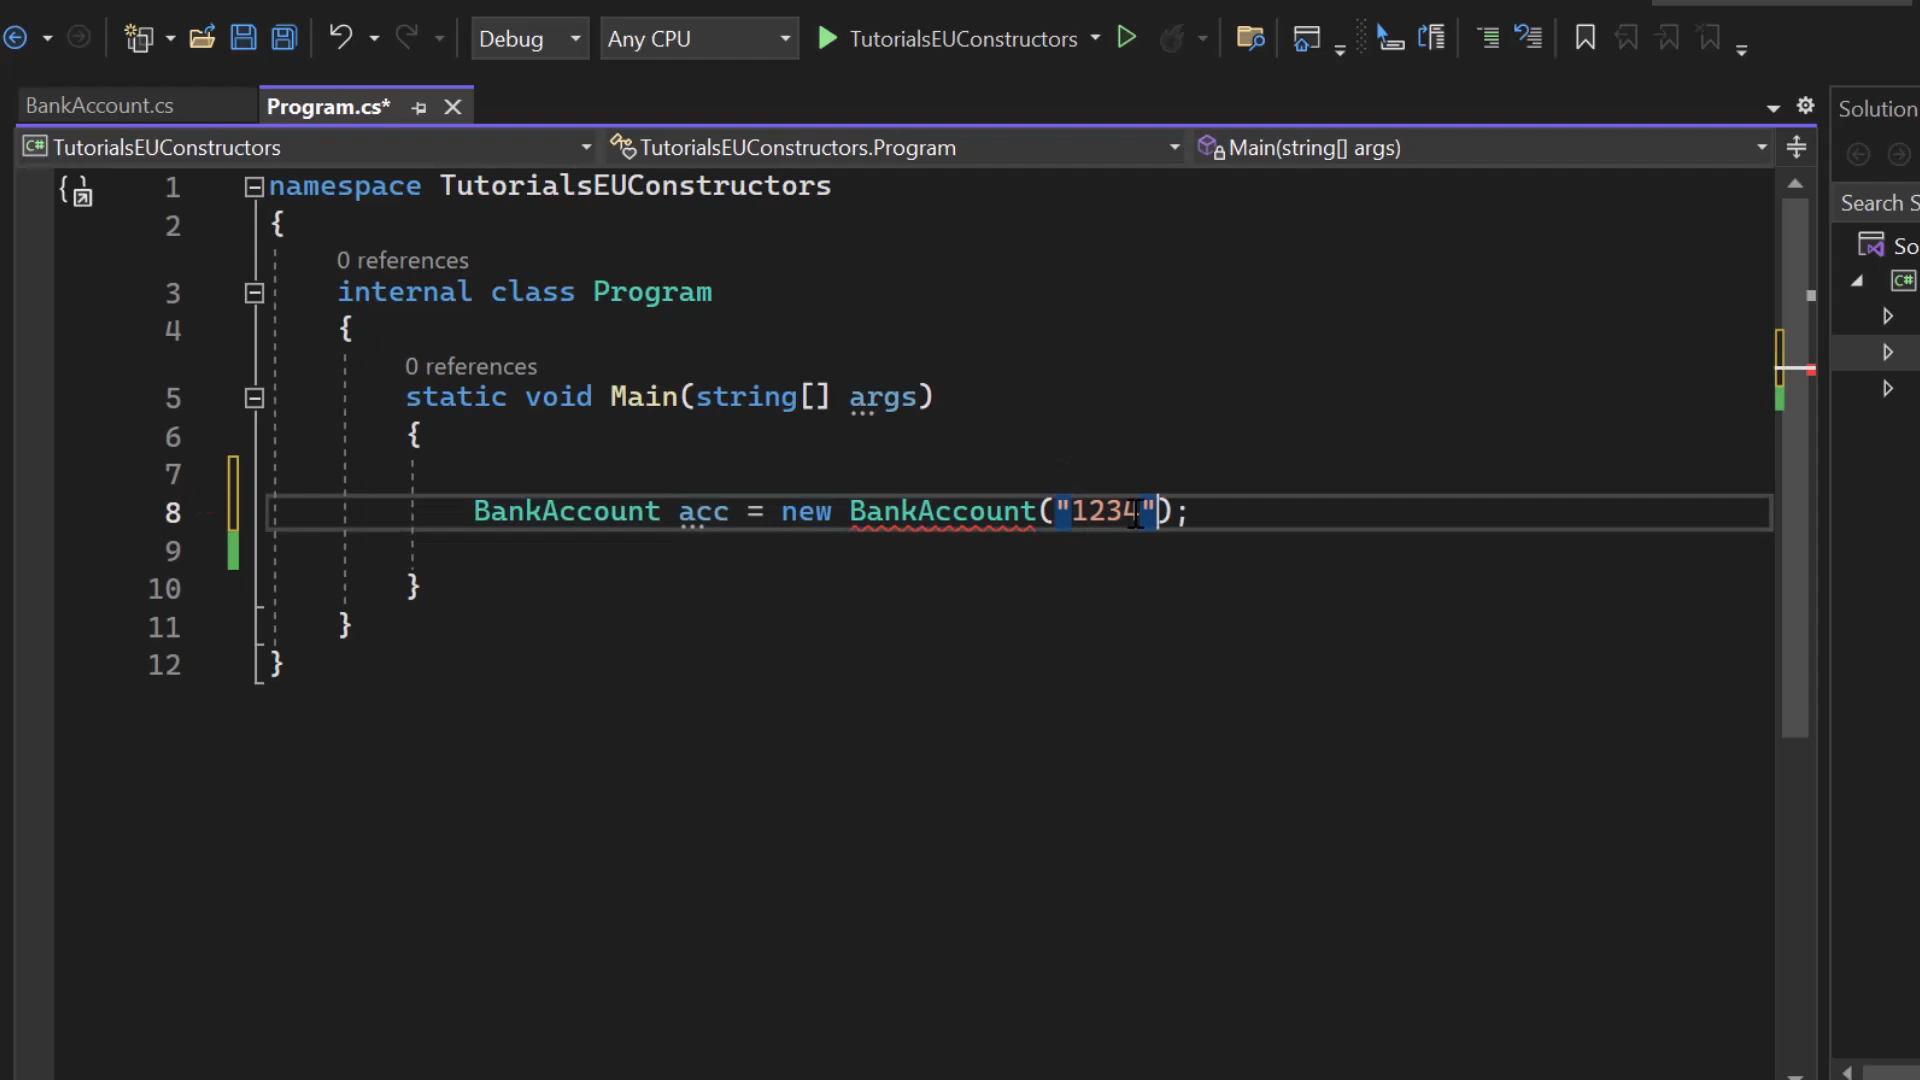 Debug Any CPU TutorialsEUConstructors
BankAccount.cs Program.cs*
Solution
C# TutorialsEUConstructors TutorialsEUConstructors.Program Main(string[] args)
1 namespace TutorialsEUConstructors
2 {
Search S
So
0 references
C#
3 internal class Program
4 {
0 references
5 static void Main(string[] args)
6 {
7
8 BankAccount acc = new BankAccount("1234");
9
10 }
11 }
12 }